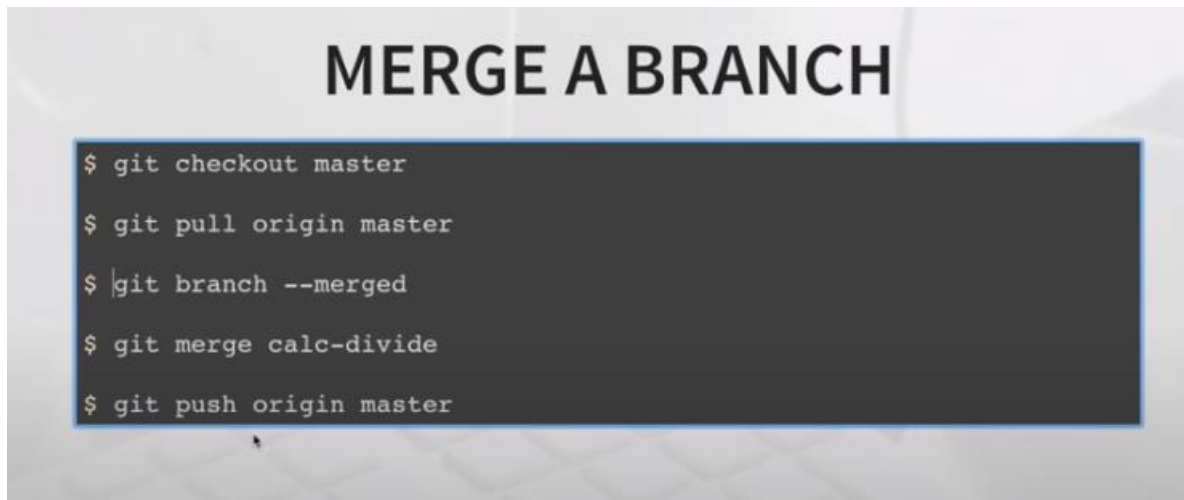 MERGE A BRANCH
$ git checkout master
$ git pull origin master
$ git branch --merged
$ git merge calc-divide
$ git push origin master